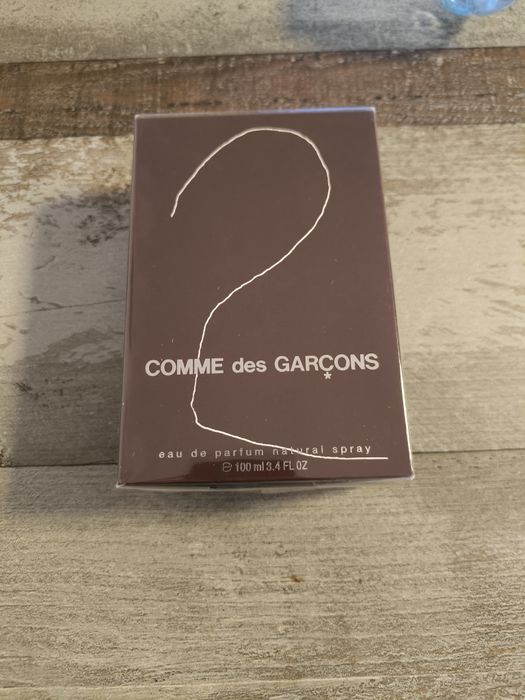 2
COMME des GARÇONS
*
eau de parfum natural spray
℮ 100 ml 3.4 FL OZ